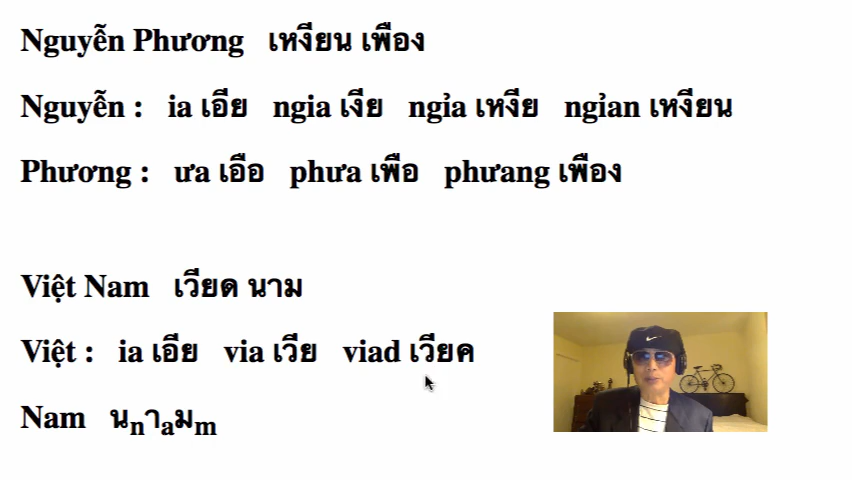 Nguyễn Phương เหงียน เพือง
Nguyễn : ia เอีย ngia เงีย ngỉa เหงีย ngỉan เหงียน
Phương : ưa เอือ phưa เพือ phưang เพือง
Việt Nam เวียด นาม
Việt : ia เอีย via เวีย viad เวียค
Nam นnาaมm